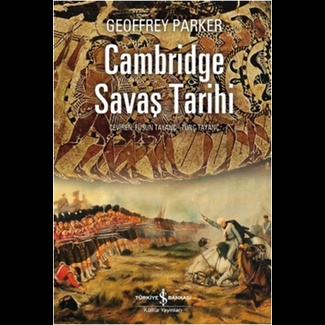 GEOFFREY PARKER
Cambridge
Savaş Tarihi
ÇEVİREN: FÜSUN TAYANÇ - TUNÇ TAYANÇ
TÜRKİYE İŞ BANKASI
Kültür Yayınları